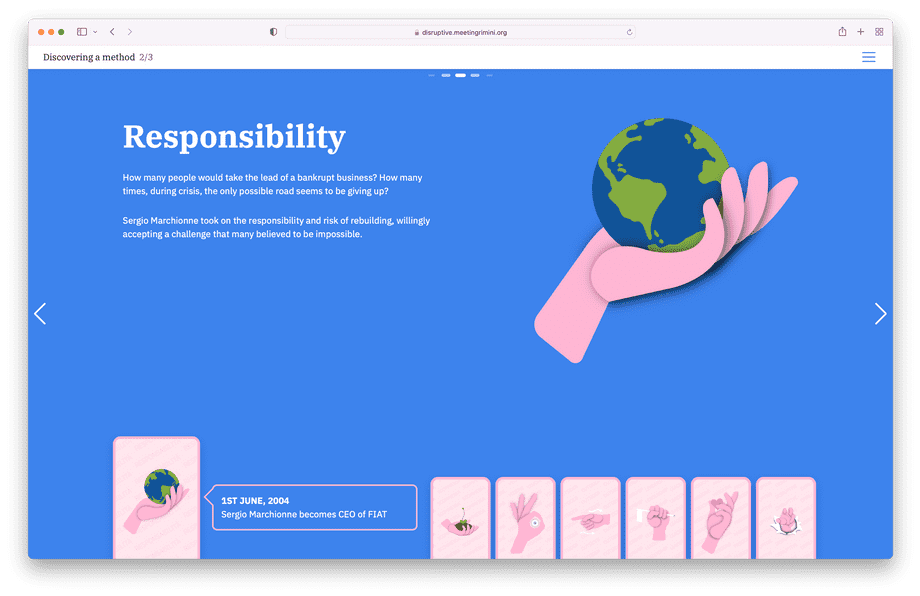 disruptive.meetingrimini.org
Discovering a method 2/3
Responsibility
How many people would take the lead of a bankrupt business? How many
times, during crisis, the only possible road seems to be giving up?
Sergio Marchionne took on the responsibility and risk of rebuilding, willingly
accepting a challenge that many believed to be impossible.
1ST JUNE, 2004
Sergio Marchionne becomes CEO of FIAT